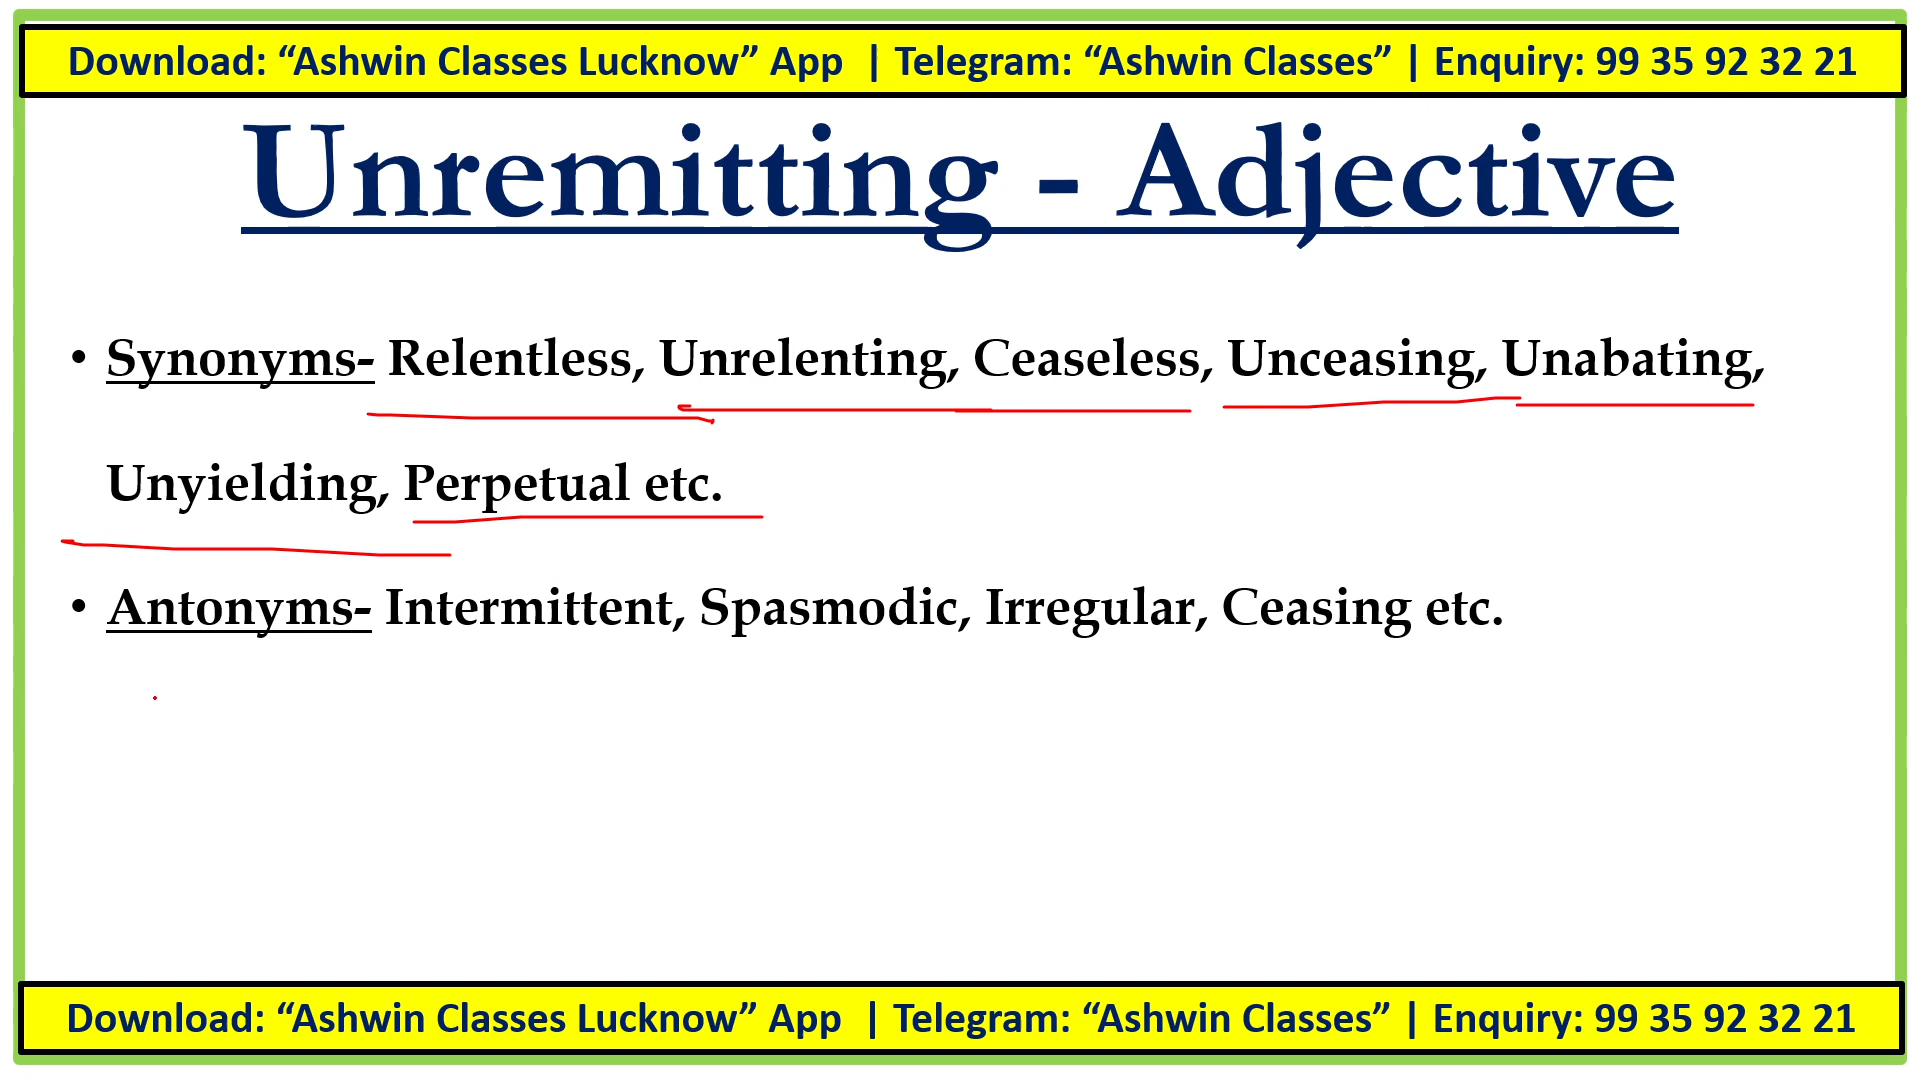 Download: “Ashwin Classes Lucknow” App | Telegram: “Ashwin Classes” | Enquiry: 99 35 92 32 21
Unremitting - Adjective
• Synonyms- Relentless, Unrelenting, Ceaseless, Unceasing, Unabating,
Unyielding, Perpetual etc.
• Antonyms- Intermittent, Spasmodic, Irregular, Ceasing etc.
Download: “Ashwin Classes Lucknow” App | Telegram: “Ashwin Classes” | Enquiry: 99 35 92 32 21